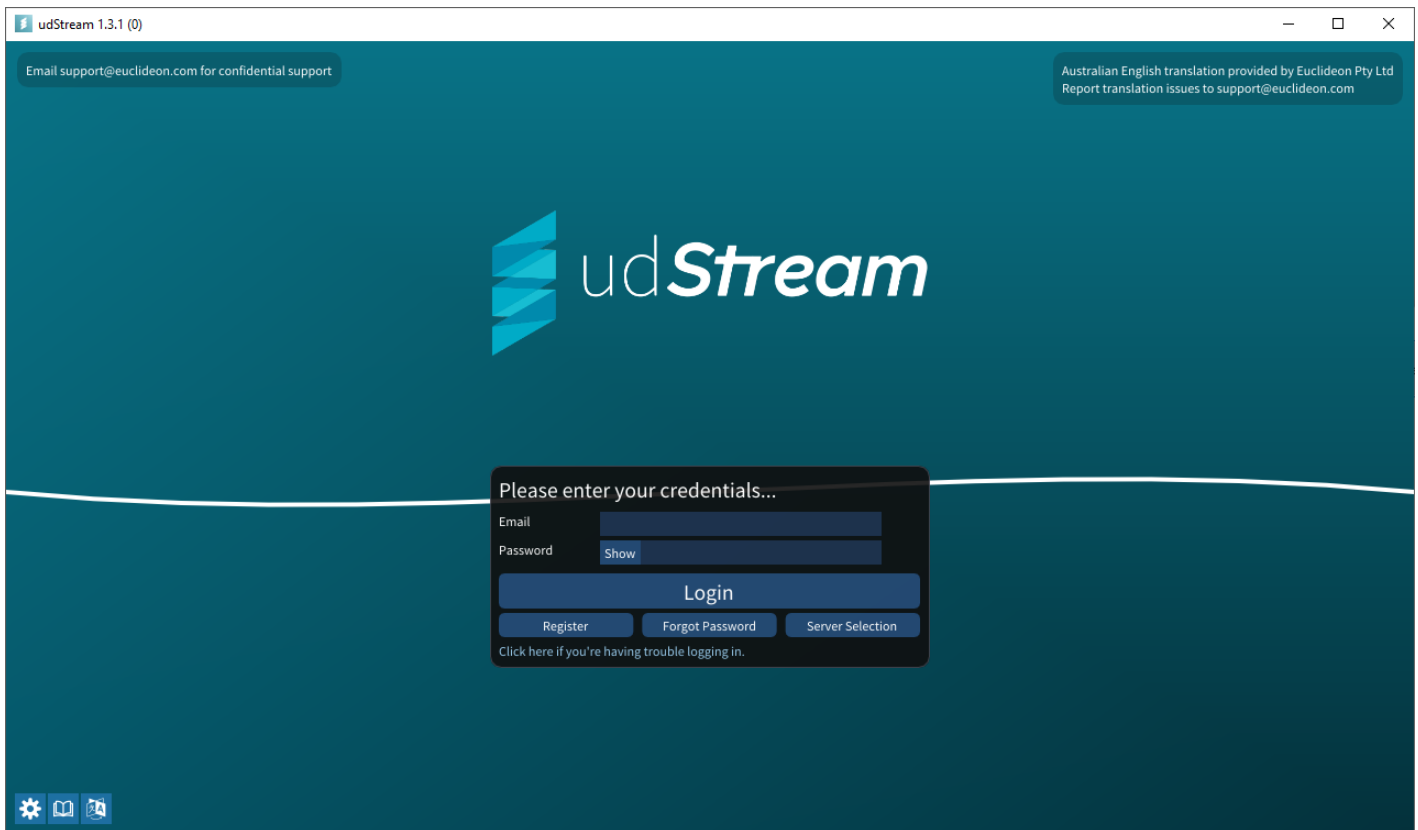 udStream 1.3.1 (0)
Email support@euclideon.com for confidential support
Australian English translation provided by Euclideon Pty Ltd
Report translation issues to support@euclideon.com
udStream
Please enter your credentials...
Email
Password
Show
Login
Register
Forgot Password
Server Selection
Click here if you're having trouble logging in.